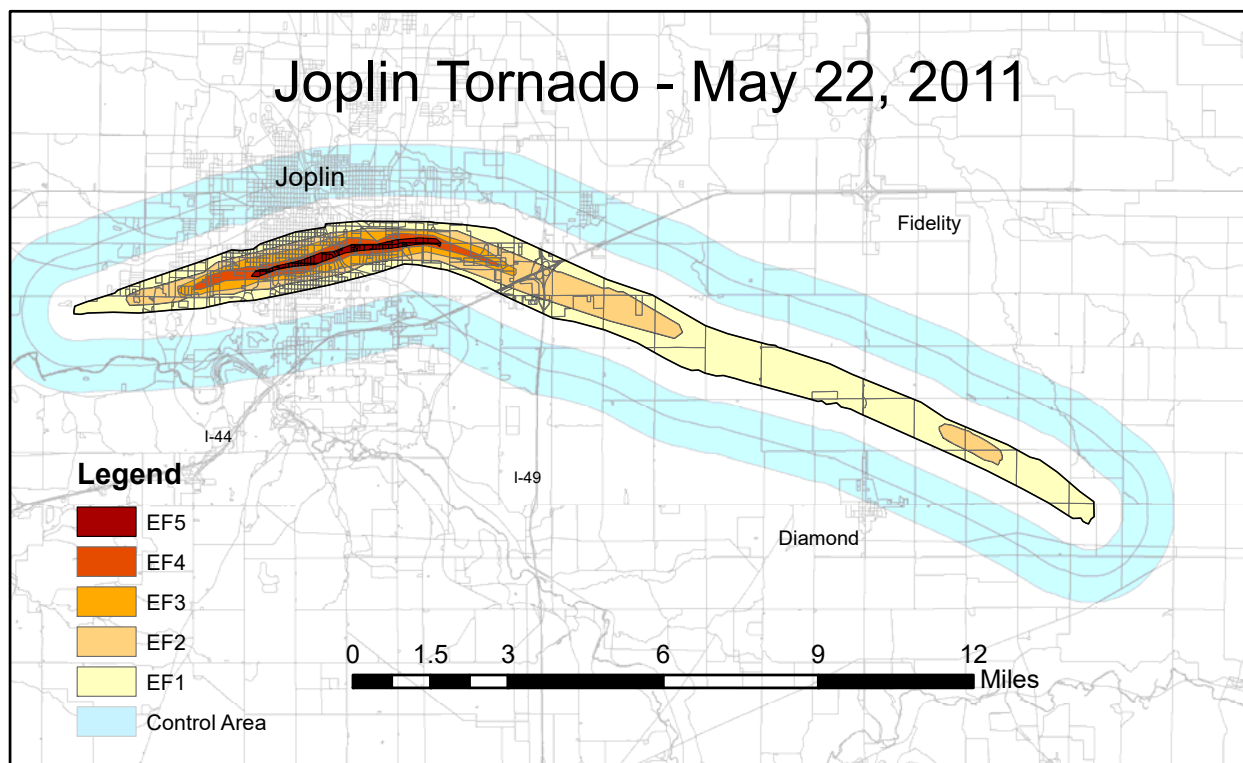 Joplin Tornado - May 22, 2011
Joplin
Fidelity
I-44
I-49
Diamond
Legend
EF5
EF4
EF3
EF2
EF1
Control Area
0 1.5 3 6 9 12
Miles